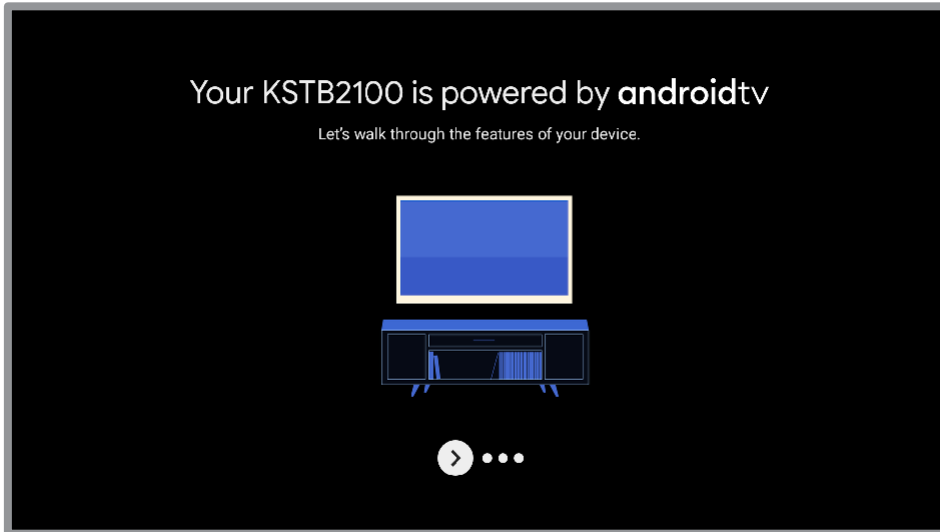 Your KSTB2100 is powered by androidtv
Let's walk through the features of your device.